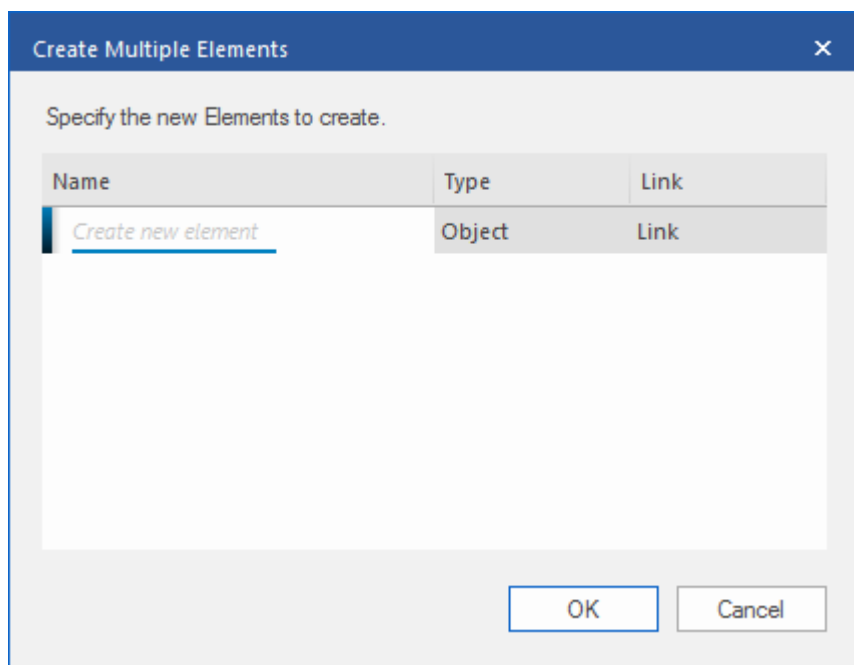 Create Multiple Elements
Specify the new Elements to create.
Name Type Link
Create new element Object Link
OK Cancel